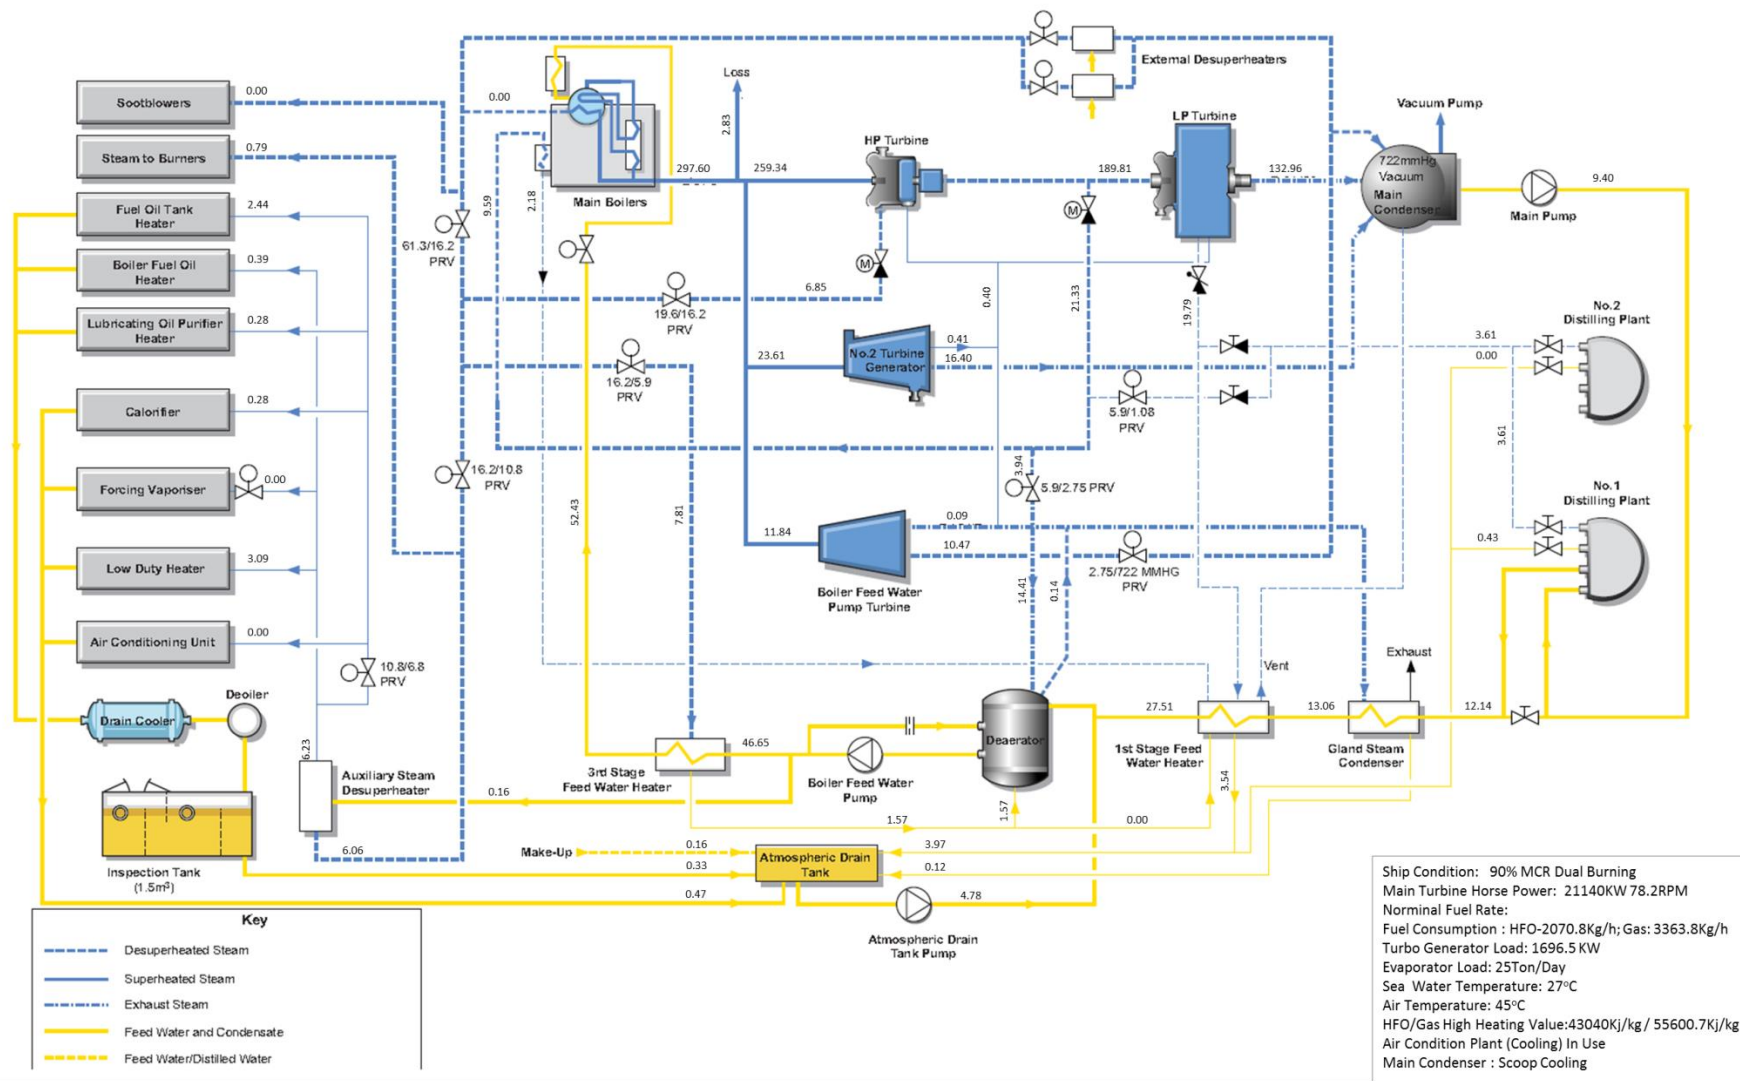 External Desuperheaters
Sootblowers
0.00
0.00
Loss
2.83
LP Turbine
Vacuum Pump
Steam to Burners
0.79
HP Turbine
722mmHg
Vacuum
Main
Condenser
297.60
259.34
189.81
132.96
9.40
Main Boilers
Main Pump
9.59
2.18
Fuel Oil Tank
Heater
2.44
61.3/16.2
PRV
M
M
Boiler Fuel Oil
Heater
0.39
6.85
19.6/16.2
PRV
0.40
21.33
19.79
Lubricating Oil Purifier
Heater
0.28
No.2
Distilling Plant
3.61
0.00
No.2 Turbine
Generator
23.61
0.41
16.40
16.2/5.9
PRV
5.9/1.08
PRV
Calorifier
0.28
3.61
16.2/10.8
PRV
3.94
5.9/2.75 PRV
Forcing Vaporiser
0.00
No.1
Distilling Plant
52.43
7.81
11.84
0.09
10.47
0.43
2.75/722 MMHG
PRV
Low Duty Heater
3.09
Boiler Feed Water
Pump Turbine
14.41
0.14
Air Conditioning Unit
0.00
10.8/6.8
PRV
Vent
Exhaust
Deoiler
Drain Cooler
6.23
27.51
13.06
12.14
46.65
Deaerator
1st Stage Feed
Water Heater
Gland Steam
Condenser
3rd Stage
Feed Water Heater
Boiler Feed Water
Pump
Auxiliary Steam
Desuperheater
0.16
3.54
1.57
1.57
0.00
6.06
Make-Up
0.16
3.97
Atmospheric Drain
Tank
0.33
0.12
Inspection Tank
(1.5m³)
0.47
4.78
Atmospheric Drain
Tank Pump
Key
Desuperheated Steam
Superheated Steam
Exhaust Steam
Feed Water and Condensate
Feed Water/Distilled Water
Ship Condition: 90% MCR Dual Burning
Main Turbine Horse Power: 21140KW 78.2RPM
Norminal Fuel Rate:
Fuel Consumption : HFO-2070.8Kg/h; Gas: 3363.8Kg/h
Turbo Generator Load: 1696.5 KW
Evaporator Load: 25Ton/Day
Sea Water Temperature: 27°C
Air Temperature: 45°C
HFO/Gas High Heating Value:43040Kj/kg / 55600.7Kj/kg
Air Condition Plant (Cooling) In Use
Main Condenser : Scoop Cooling